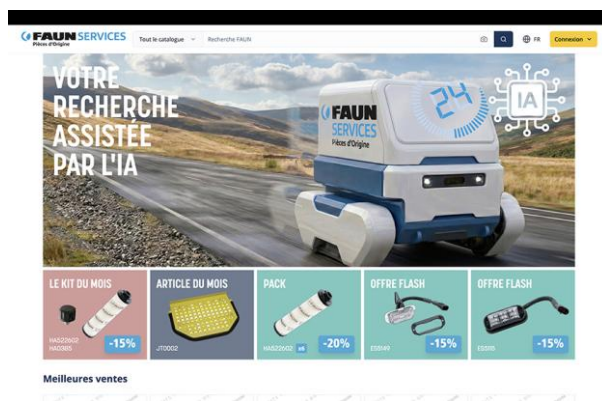 FAUN SERVICES
Pièces d'Origine
Tout le catalogue
Recherche FAUN
FR
Connexion
VOTRE
RECHERCHE
ASSISTÉE
PAR L'IA
FAUN
SERVICES
Pièces d'Origine
24
IA
LE KIT DU MOIS
HA522602
-15%
ARTICLE DU MOIS
JT0002
PACK
HA522602
-20%
OFFRE FLASH
ES5149
-15%
OFFRE FLASH
-15%
Meilleures ventes